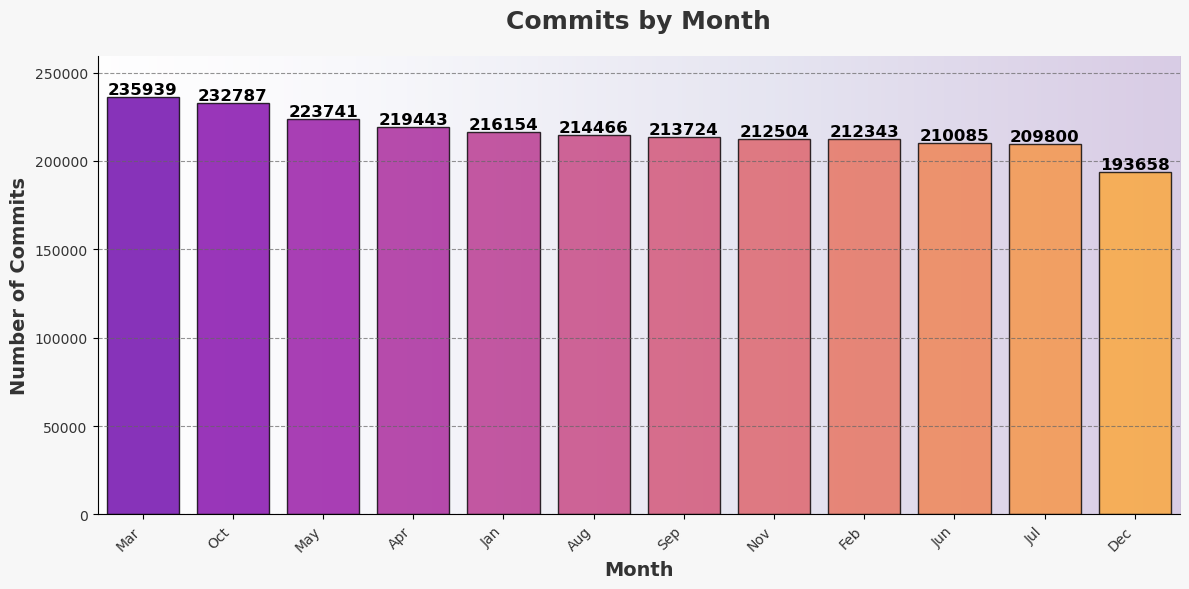 Commits by Month
Number of Commits
250000
200000
150000
100000
50000
0
235939
232787
223741
219443
216154
214466
213724
212504
212343
210085
209800
193658
Mar
Oct
May
Apr
Jan
Aug
Sep
Nov
Feb
Jun
Jul
Dec
Month